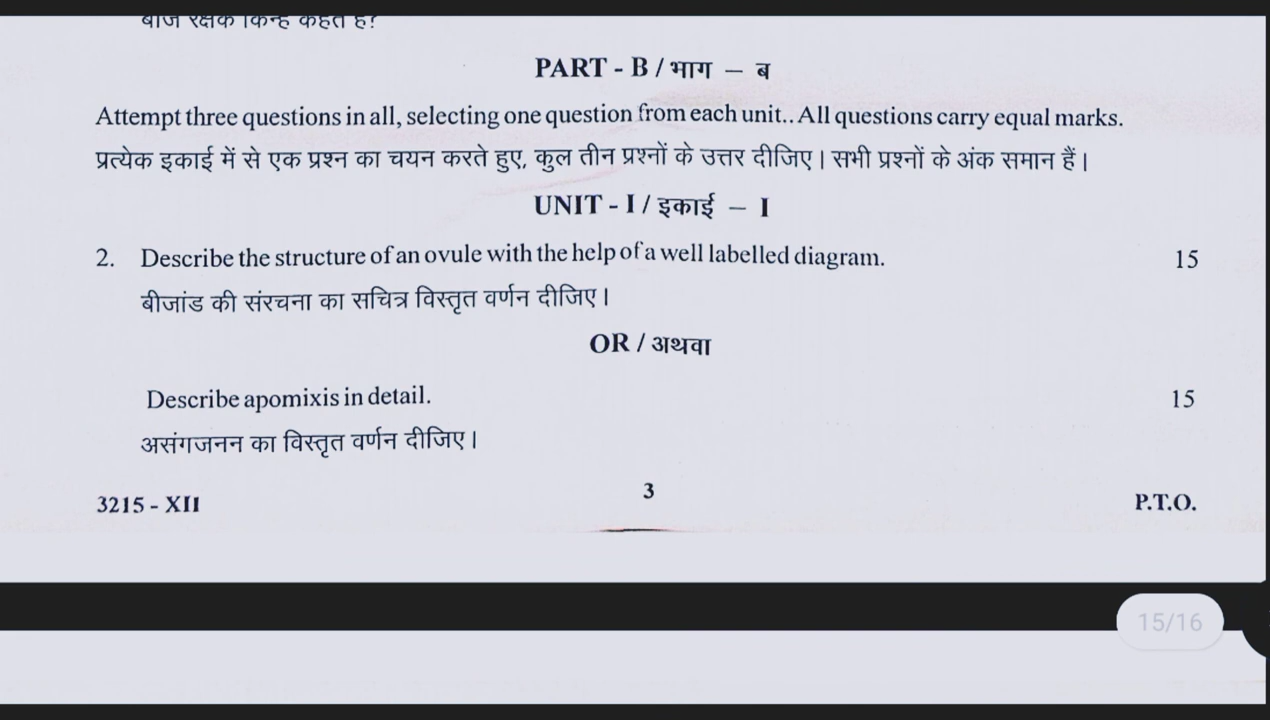 बीज रक्षक किन्हें कहते हैं?
PART - B / भाग – ब
Attempt three questions in all, selecting one question from each unit.. All questions carry equal marks.
प्रत्येक इकाई में से एक प्रश्न का चयन करते हुए, कुल तीन प्रश्नों के उत्तर दीजिए। सभी प्रश्नों के अंक समान हैं।
UNIT - I / इकाई – I
2. Describe the structure of an ovule with the help of a well labelled diagram. 15
बीजांड की संरचना का सचित्र विस्तृत वर्णन दीजिए।
OR / अथवा
Describe apomixis in detail. 15
असंगजनन का विस्तृत वर्णन दीजिए।
3215 - XII 3 P.T.O.
15/16